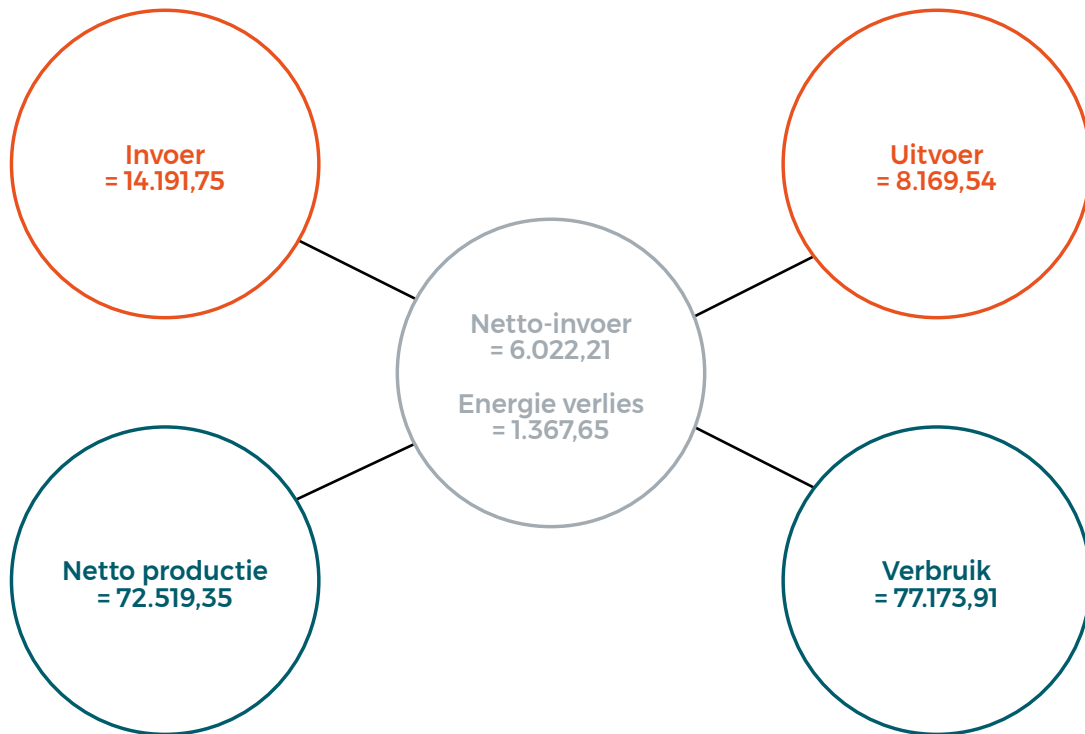 Invoer
= 14.191,75
Uitvoer
= 8.169,54
Netto-invoer
= 6.022,21
Energie verlies
= 1.367,65
Netto productie
= 72.519,35
Verbruik
= 77.173,91